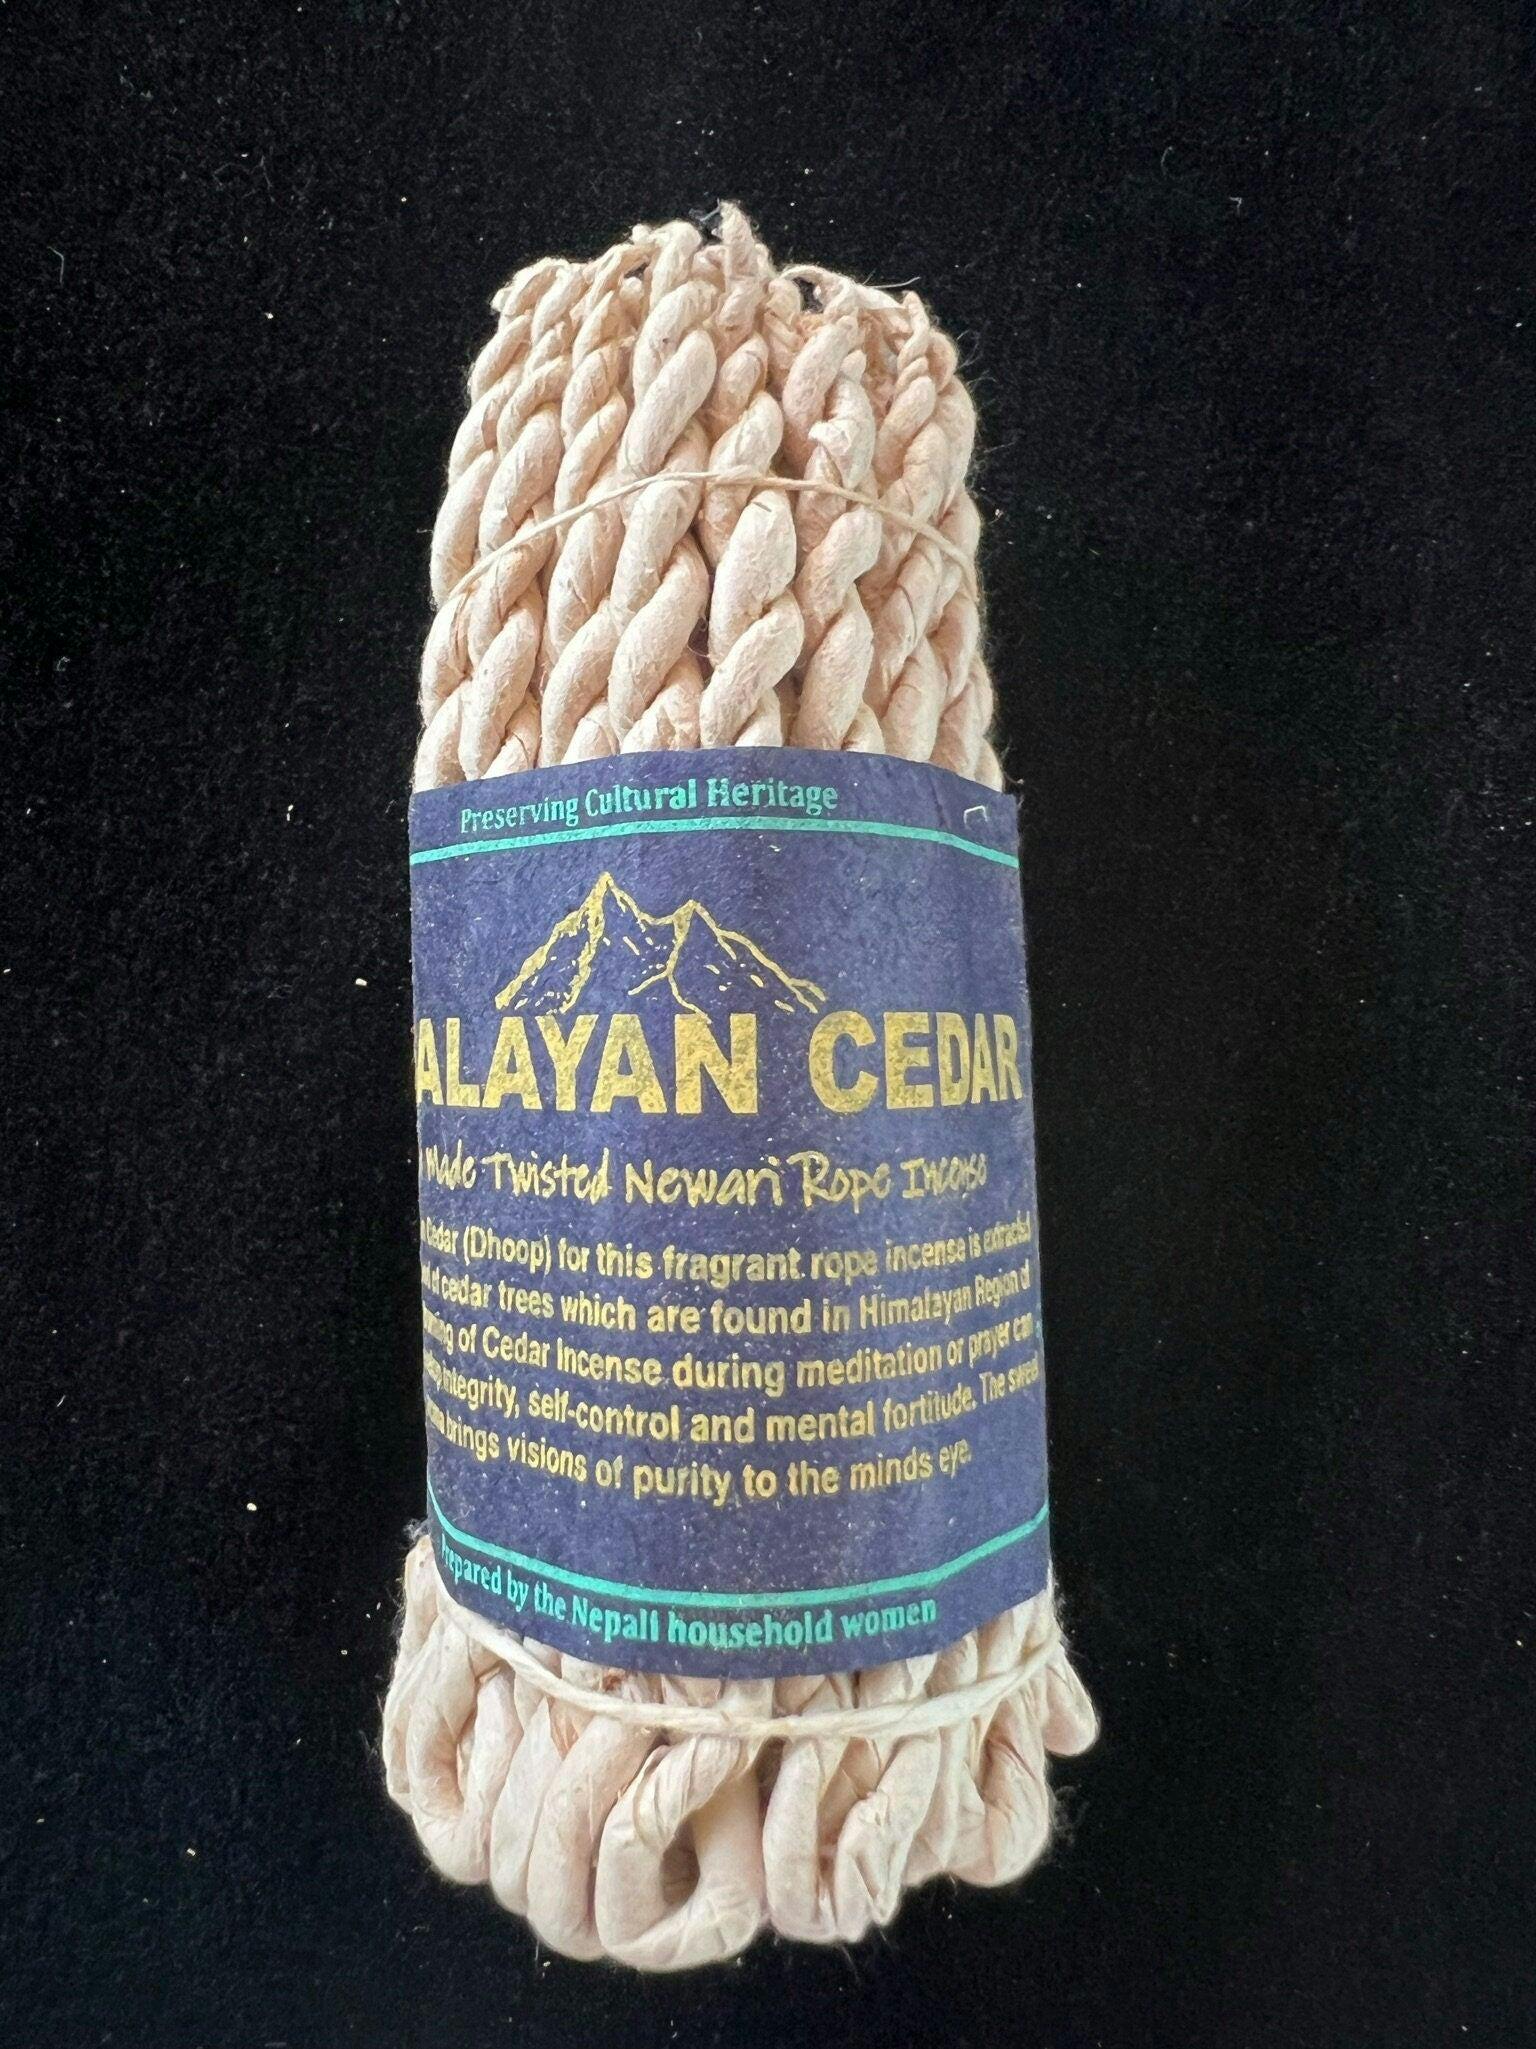 Preserving Cultural Heritage
ALAYAN CEDAR
Made Twisted Newari Rope Incense
Cedar (Dhoop) for this fragrant rope incense is extracted
of cedar trees which are found in Himalayan Region of
of Cedar Incense during meditation or prayer can
integrity, self-control and mental fortitude. The sweet
brings visions of purity to the minds eye.
Prepared by the Nepali household women